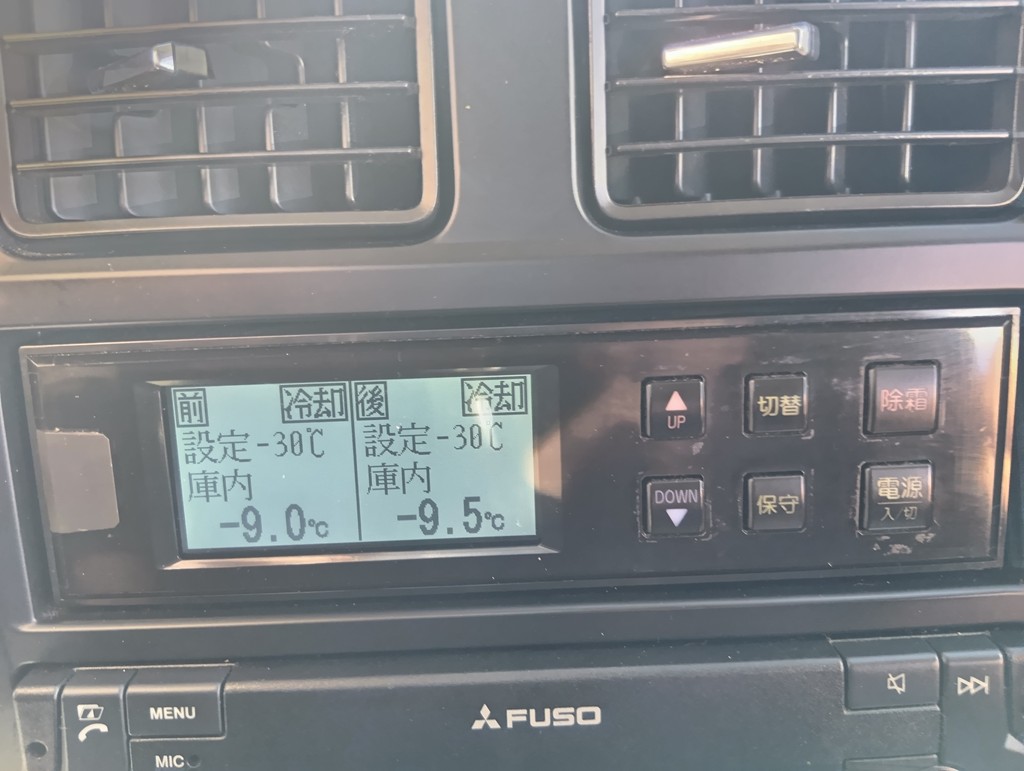 前 冷却
設定-30℃
庫内
-9.0℃
後 冷却
設定-30℃
庫内
-9.5℃
UP
切替
除霜
DOWN
保守
電源
入/切
MENU
MIC
FUSO